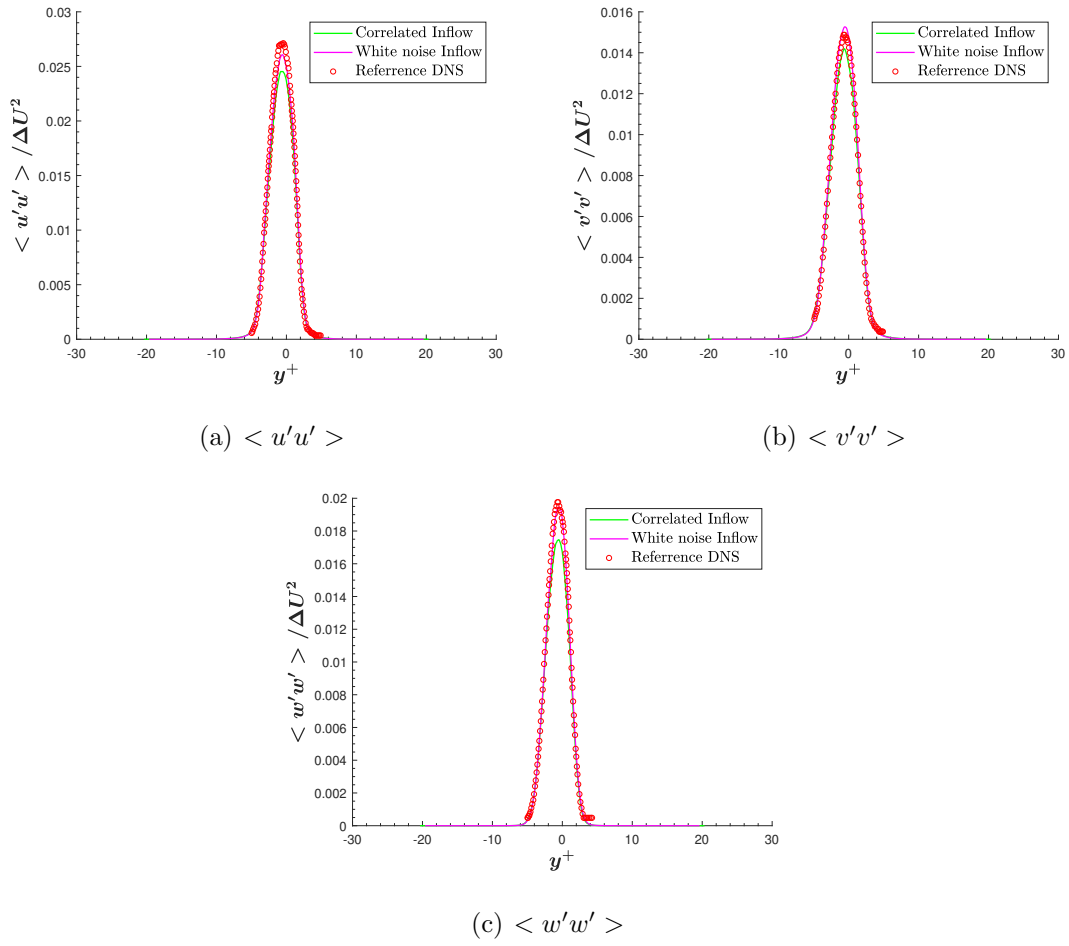 0.03
0.025
0.02
0.015
0.01
0.005
0
< u'u' > /ΔU²
-30 -20 -10 0 10 20 30
y⁺
Correlated Inflow
White noise Inflow
Referrence DNS
(a) < u'u' >
0.016
0.014
0.012
0.01
0.008
0.006
0.004
0.002
0
< v'v' > /ΔU²
-30 -20 -10 0 10 20 30
y⁺
Correlated Inflow
White noise Inflow
Referrence DNS
(b) < v'v' >
0.02
0.018
0.016
0.014
0.012
0.01
0.008
0.006
0.004
0.002
0
< w'w' > /ΔU²
-30 -20 -10 0 10 20 30
y⁺
Correlated Inflow
White noise Inflow
Referrence DNS
(c) < w'w' >